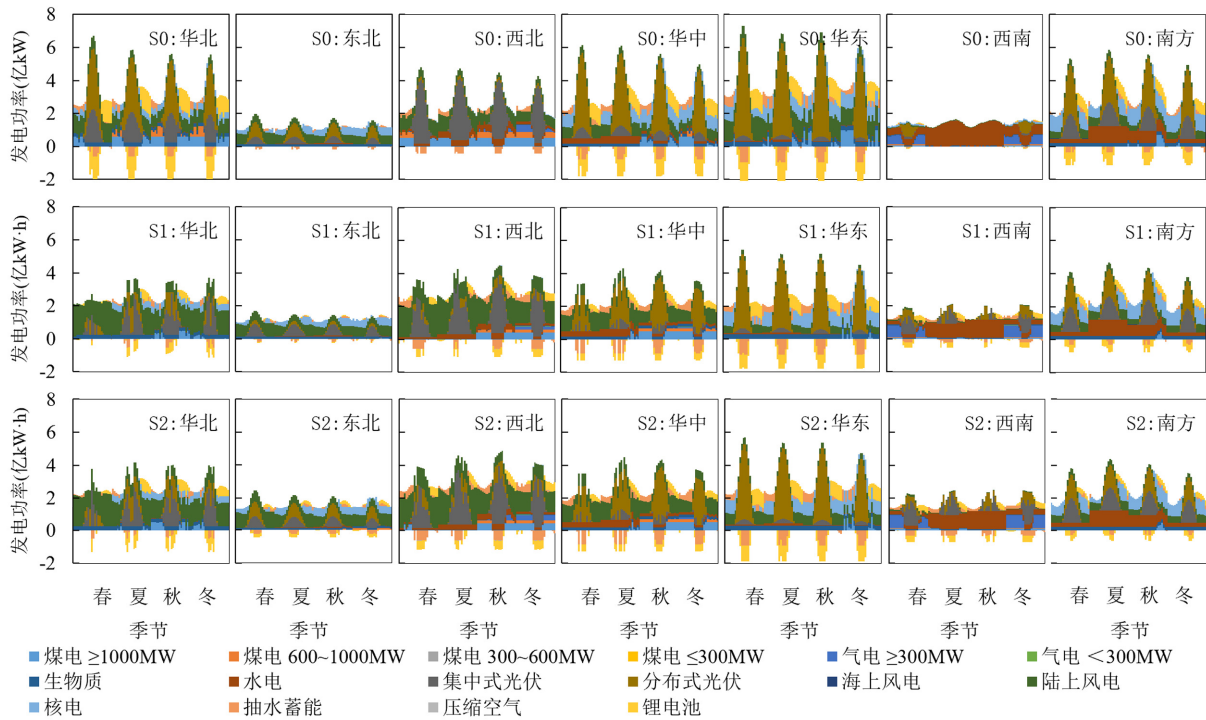 8
6
4
2
0
-2
发电功率(亿kW)
S0:华北
S0:东北
S0:西北
S0:华中
S0:华东
S0:西南
S0:南方
8
6
4
2
0
-2
发电功率(亿kW·h)
S1:华北
S1:东北
S1:西北
S1:华中
S1:华东
S1:西南
S1:南方
8
6
4
2
0
-2
发电功率(亿kW·h)
S2:华北
S2:东北
S2:西北
S2:华中
S2:华东
S2:西南
S2:南方
春 夏 秋 冬 春 夏 秋 冬 春 夏 秋 冬 春 夏 秋 冬 春 夏 秋 冬 春 夏 秋 冬 春 夏 秋 冬
季节 季节 季节 季节 季节 季节 季节
煤电 ≥1000MW 煤电 600~1000MW 煤电 300~600MW 煤电 ≤300MW 气电 ≥300MW 气电 <300MW
生物质 水电 集中式光伏 分布式光伏 海上风电 陆上风电
核电 抽水蓄能 压缩空气 锂电池